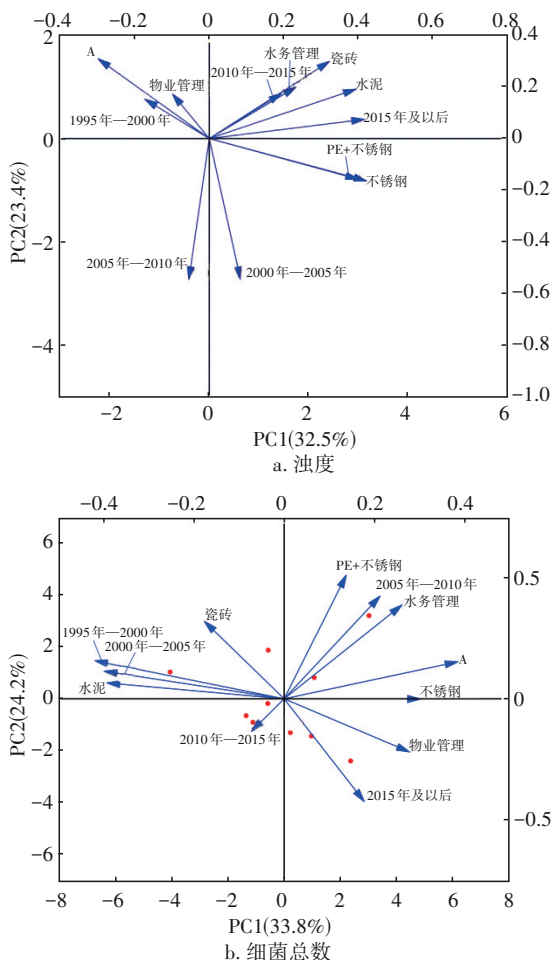 −0.4 −0.2 0 0.2 0.4 0.6 0.8
2 0.4
A 水务管理 瓷砖
2010年—2015年
物业管理 水泥 0.2
1995年—2000年 2015年及以后
0 0
PE+不锈钢
不锈钢
−0.2
−2 −0.4
2005年—2010年 2000年—2005年
−0.6
−4 −0.8
−1.0
−2 0 2 4 6
PC2(23.4%)
PC1(32.5%)
a. 浊度
−0.4 −0.2 0 0.2 0.4
6
PE+不锈钢 0.5
4 2005年—2010年
瓷砖 水务管理
1995年—2000年
2 2000年—2005年 A
水泥 不锈钢
0 0
2010年—2015年 物业管理
−2
2015年及以后
−4 −0.5
−6
−8 −6 −4 −2 0 2 4 6 8
PC2(24.2%)
PC1(33.8%)
b. 细菌总数